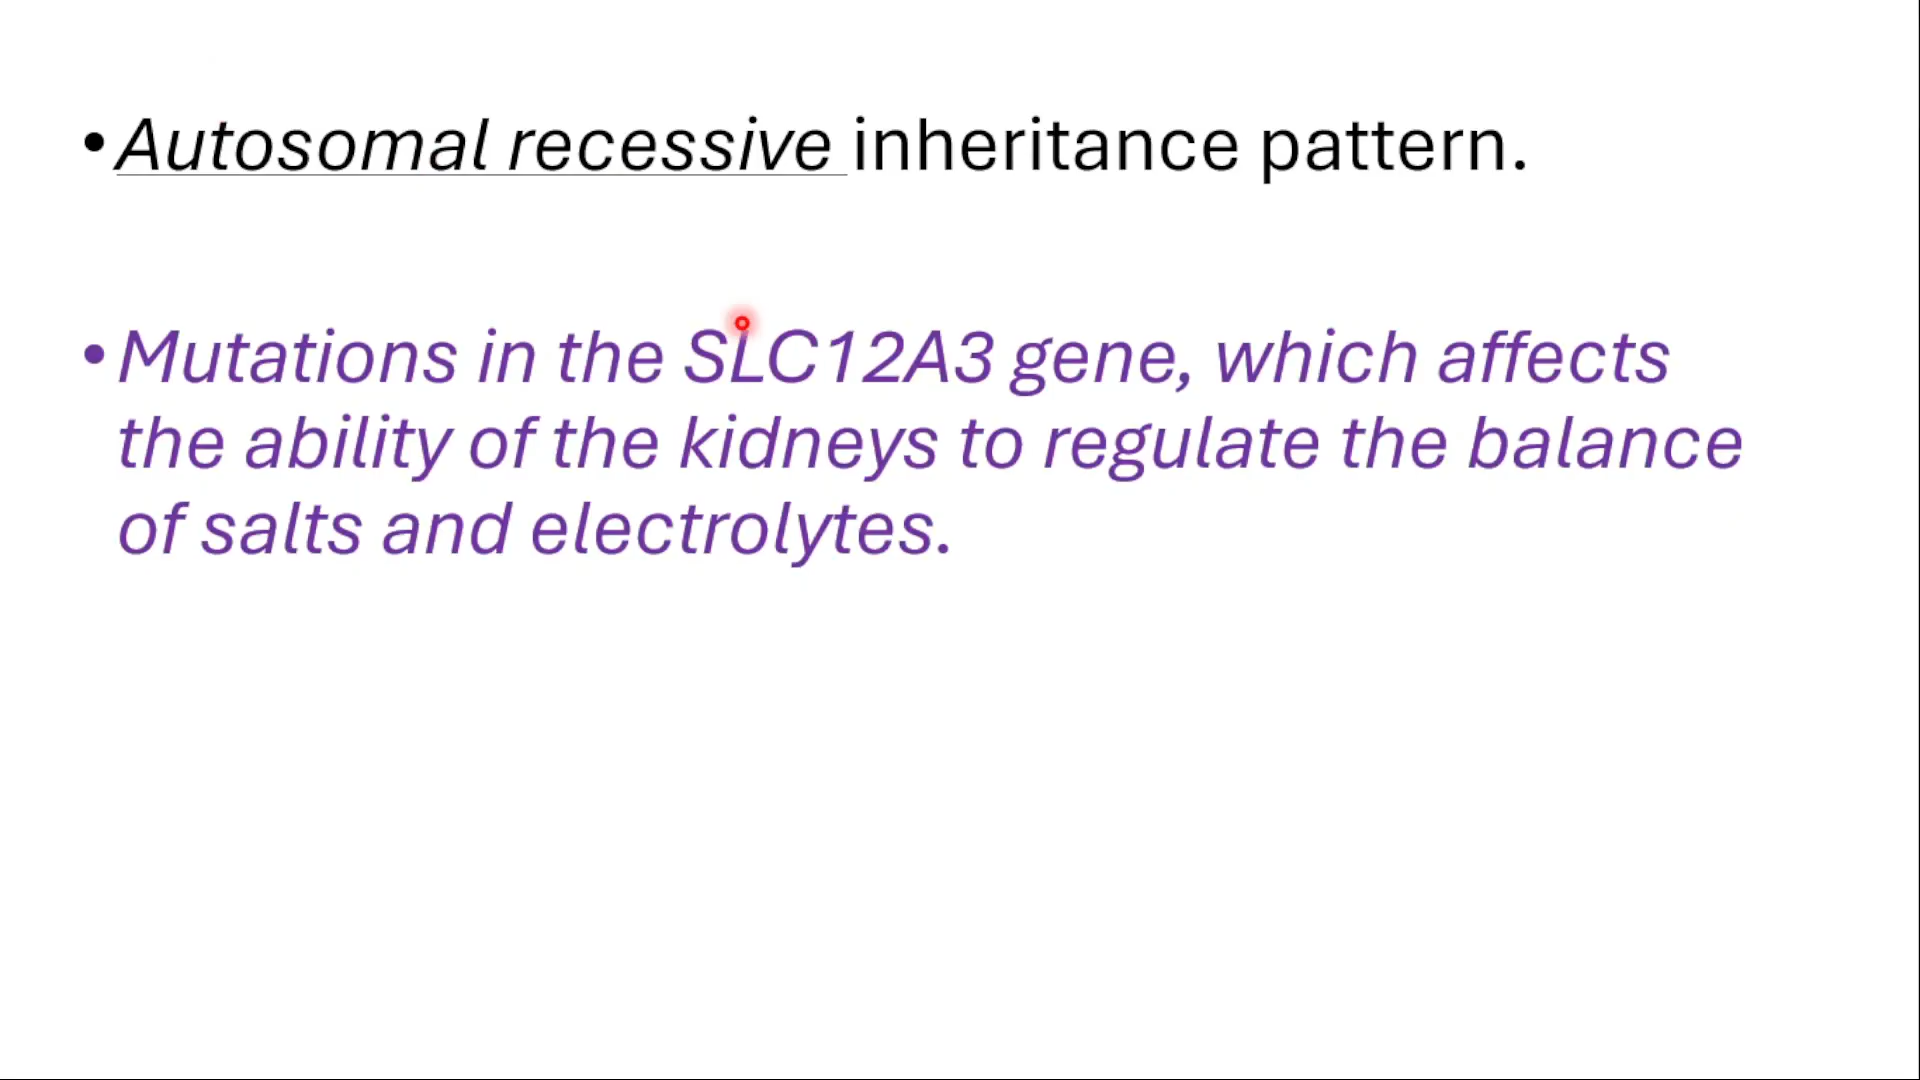 •Autosomal recessive inheritance pattern.
•Mutations in the SLC12A3 gene, which affects
the ability of the kidneys to regulate the balance
of salts and electrolytes.